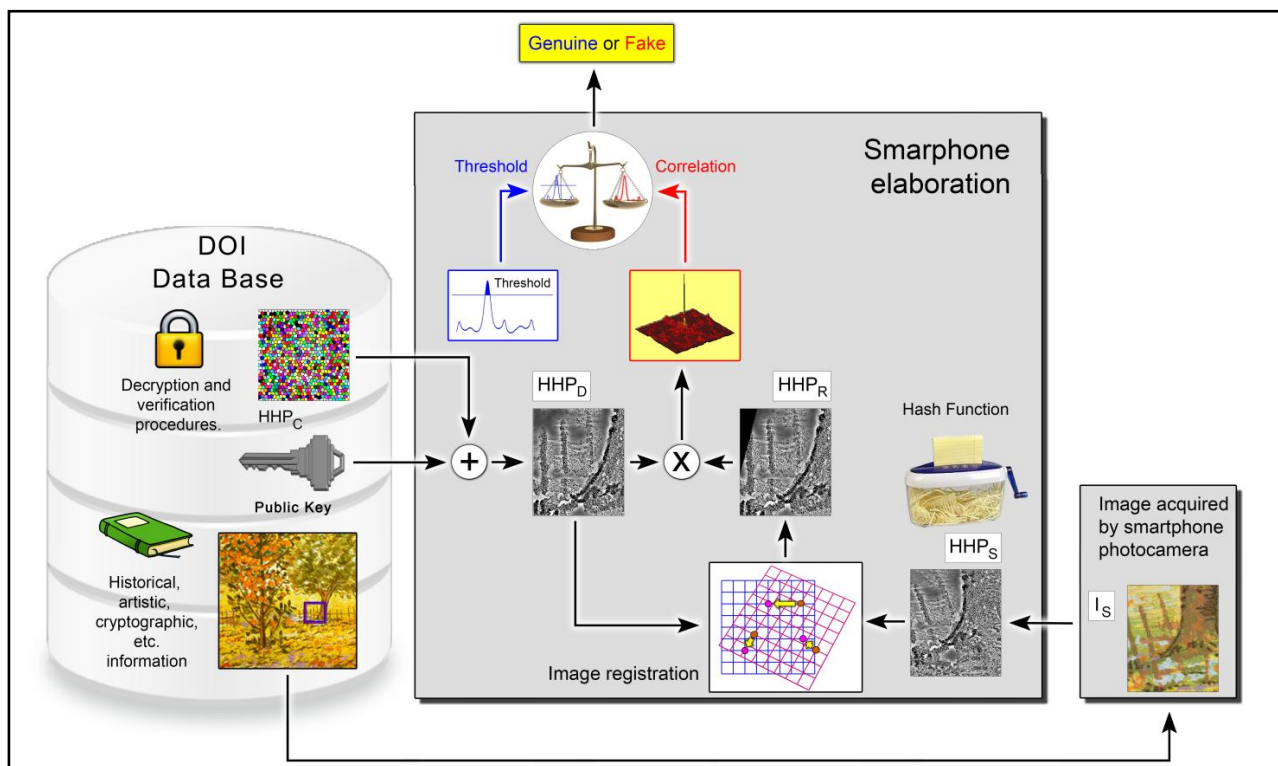 Genuine or Fake
Smarphone
elaboration
Threshold
Correlation
DOI
Data Base
Threshold
Decryption and
verification
procedures.
HHP_C
HHP_D
HHP_R
Hash Function
Public Key
Image acquired
by smartphone
photocamera
HHP_S
I_S
Historical,
artistic,
cryptographic,
etc.
information
Image registration
+
X